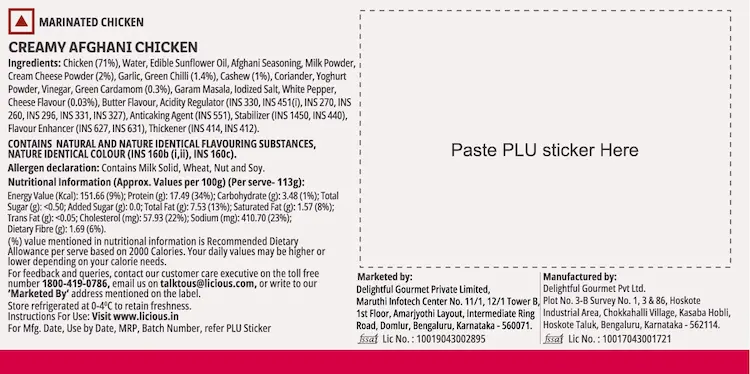 MARINATED CHICKEN
CREAMY AFGHANI CHICKEN
Ingredients: Chicken (71%), Water, Edible Sunflower Oil, Afghani Seasoning, Milk Powder,
Cream Cheese Powder (2%), Garlic, Green Chilli (1.4%), Cashew (1%), Coriander, Yoghurt
Powder, Vinegar, Green Cardamom (0.3%), Garam Masala, Iodized Salt, White Pepper,
Cheese Flavour (0.03%), Butter Flavour, Acidity Regulator (INS 330, INS 451(i), INS 270, INS
260, INS 296, INS 331, INS 327), Anticaking Agent (INS 551), Stabilizer (INS 1450, INS 440),
Flavour Enhancer (INS 627, INS 631), Thickener (INS 414, INS 412).
CONTAINS NATURAL AND NATURE IDENTICAL FLAVOURING SUBSTANCES,
NATURE IDENTICAL COLOUR (INS 160b (i,ii), INS 160c).
Allergen declaration: Contains Milk Solid, Wheat, Nut and Soy.
Nutritional Information (Approx. Values per 100g) (Per serve- 113g):
Energy Value (Kcal): 151.66 (9%); Protein (g): 17.49 (34%); Carbohydrate (g): 3.48 (1%); Total
Sugar (g): <0.50; Added Sugar (g): 0.0; Total Fat (g): 7.53 (13%); Saturated Fat (g): 1.57 (8%);
Trans Fat (g): <0.05; Cholesterol (mg): 57.93 (22%); Sodium (mg): 410.70 (23%);
Dietary Fibre (g): 1.69 (6%).
(%) value mentioned in nutritional information is Recommended Dietary
Allowance per serve based on 2000 Calories. Your daily values may be higher or
lower depending on your calorie needs.
For feedback and queries, contact our customer care executive on the toll free
number 1800-419-0786, email us on talktous@licious.com, or write to our
'Marketed By' address mentioned on the label.
Store refrigerated at 0-4ºC to retain freshness.
Instructions For Use: Visit www.licious.in
For Mfg. Date, Use by Date, MRP, Batch Number, refer PLU Sticker
Paste PLU sticker Here
Marketed by:
Delightful Gourmet Private Limited,
Maruthi Infotech Center No. 11/1, 12/1 Tower B,
1st Floor, Amarjyothi Layout, Intermediate Ring
Road, Domlur, Bengaluru, Karnataka - 560071.
fssai Lic No. : 10019043002895
Manufactured by:
Delightful Gourmet Pvt Ltd.
Plot No. 3-B Survey No. 1, 3 & 86, Hoskote
Industrial Area, Chokkahalli Village, Kasaba Hobli,
Hoskote Taluk, Bengaluru, Karnataka - 562114.
fssai Lic No. : 10017043001721